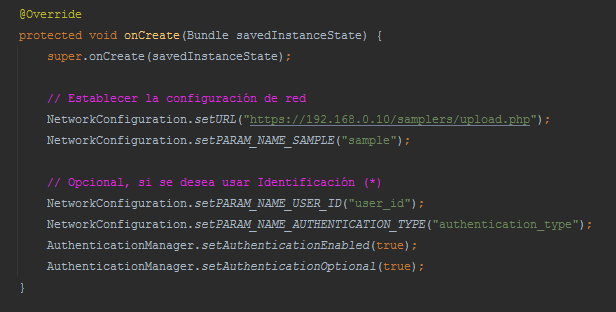 @Override
protected void onCreate(Bundle savedInstanceState) {
super.onCreate(savedInstanceState);
// Establecer la configuración de red
NetworkConfiguration.setURL("https://192.168.0.10/samplers/upload.php");
NetworkConfiguration.setPARAM_NAME_SAMPLE("sample");
// Opcional, si se desea usar Identificación (*)
NetworkConfiguration.setPARAM_NAME_USER_ID("user_id");
NetworkConfiguration.setPARAM_NAME_AUTHENTICATION_TYPE("authentication_type");
AuthenticationManager.setAuthenticationEnabled(true);
AuthenticationManager.setAuthenticationOptional(true);
}